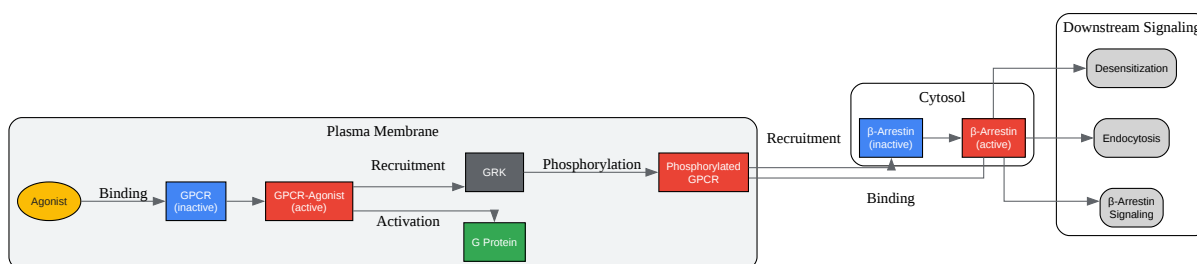 Downstream Signaling
Desensitization
Cytosol
Plasma Membrane
Recruitment
β-Arrestin
(inactive)
β-Arrestin
(active)
Endocytosis
Recruitment
GRK
Phosphorylation
Phosphorylated
GPCR
Agonist
Binding
GPCR
(inactive)
GPCR-Agonist
(active)
Activation
G Protein
Binding
β-Arrestin
Signaling